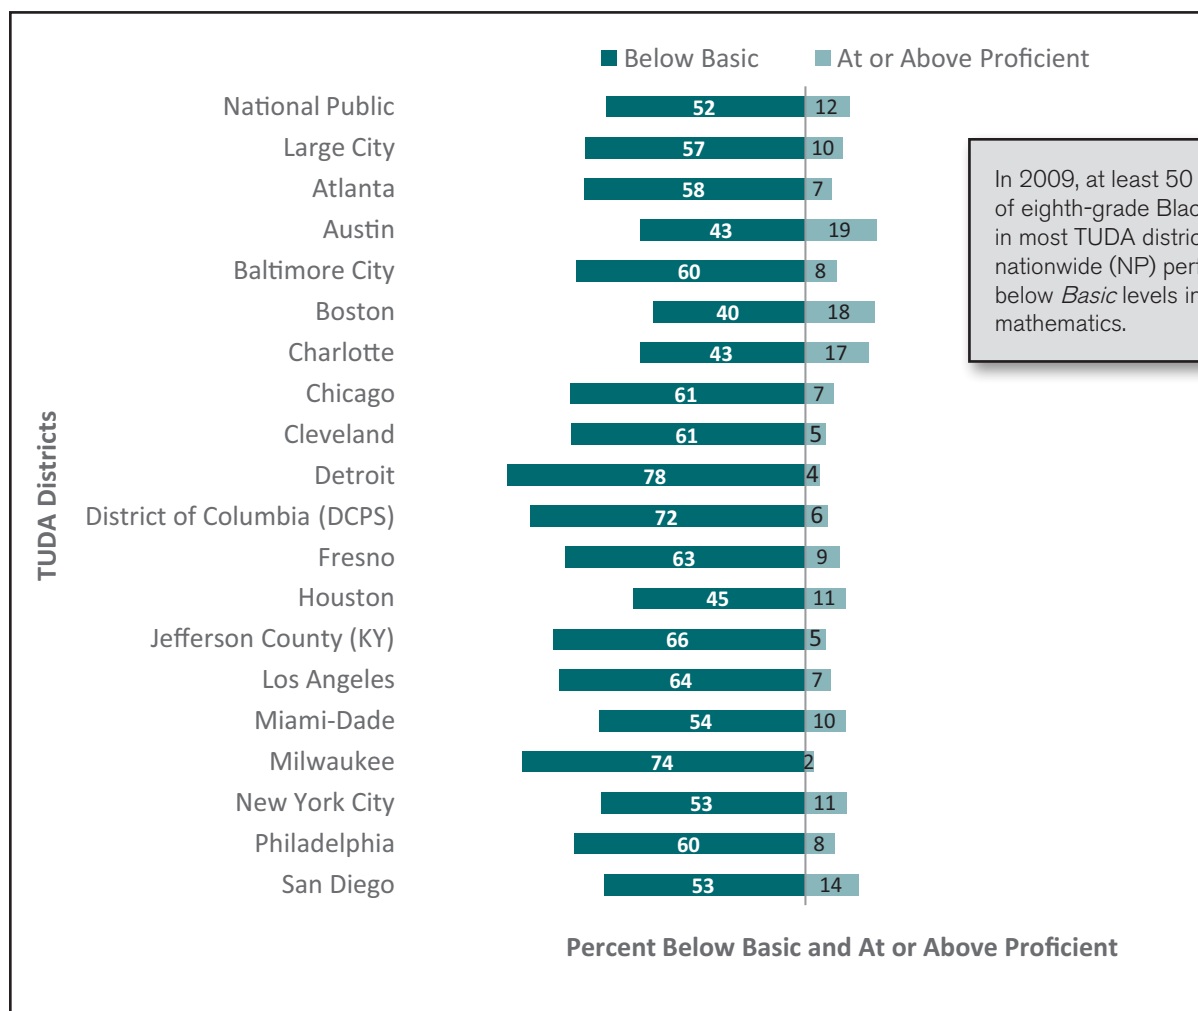 Below Basic At or Above Proficient
National Public 52 12
Large City 57 10
Atlanta 58 7
Austin 43 19
Baltimore City 60 8
Boston 40 18
Charlotte 43 17
Chicago 61 7
Cleveland 61 5
Detroit 78 4
District of Columbia (DCPS) 72 6
Fresno 63 9
Houston 45 11
Jefferson County (KY) 66 5
Los Angeles 64 7
Miami-Dade 54 10
Milwaukee 74 2
New York City 53 11
Philadelphia 60 8
San Diego 53 14
TUDA Districts
Percent Below Basic and At or Above Proficient
In 2009, at least 50
of eighth-grade Blac
in most TUDA distric
nationwide (NP) per
below Basic levels in
mathematics.